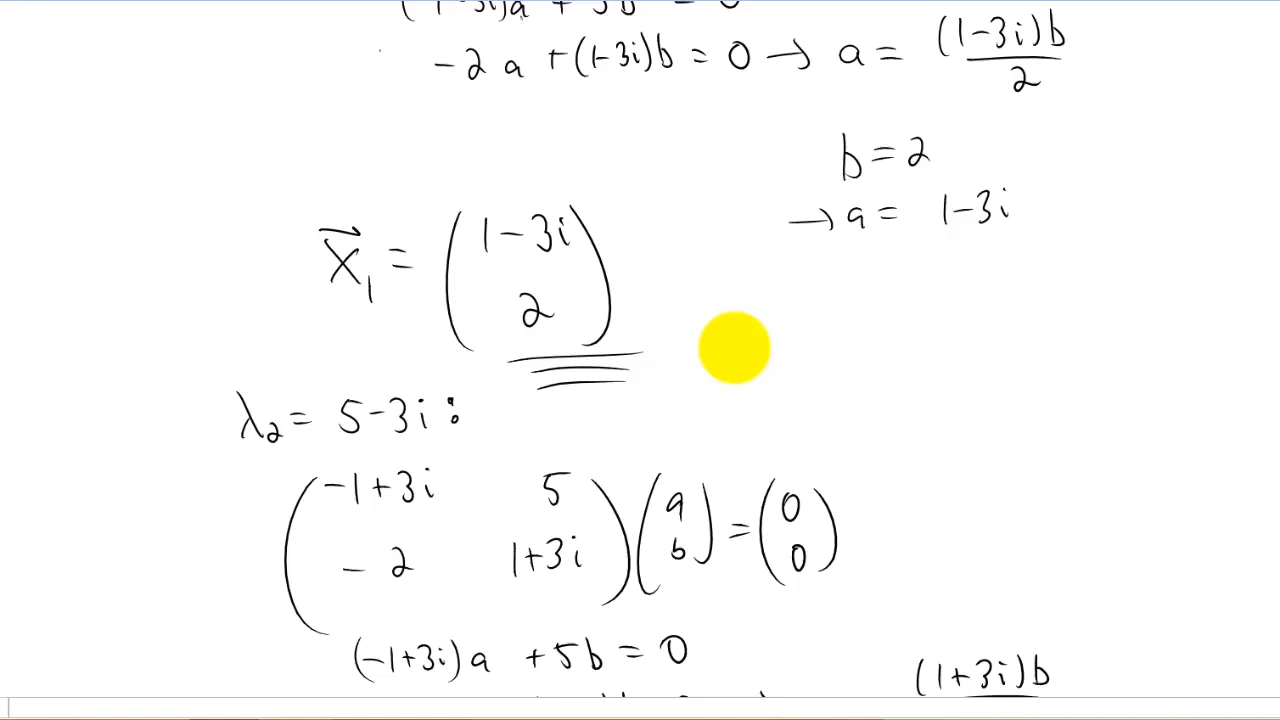 -2a + (1-3i)b = 0 → a = (1-3i)b / 2
b = 2
→ a = 1-3i
x⃗₁ = (1-3i
2)
λ₂ = 5-3i :
(-1+3i 5
-2 1+3i) (a
b) = (0
0)
(-1+3i)a + 5b = 0
(1+3i)b